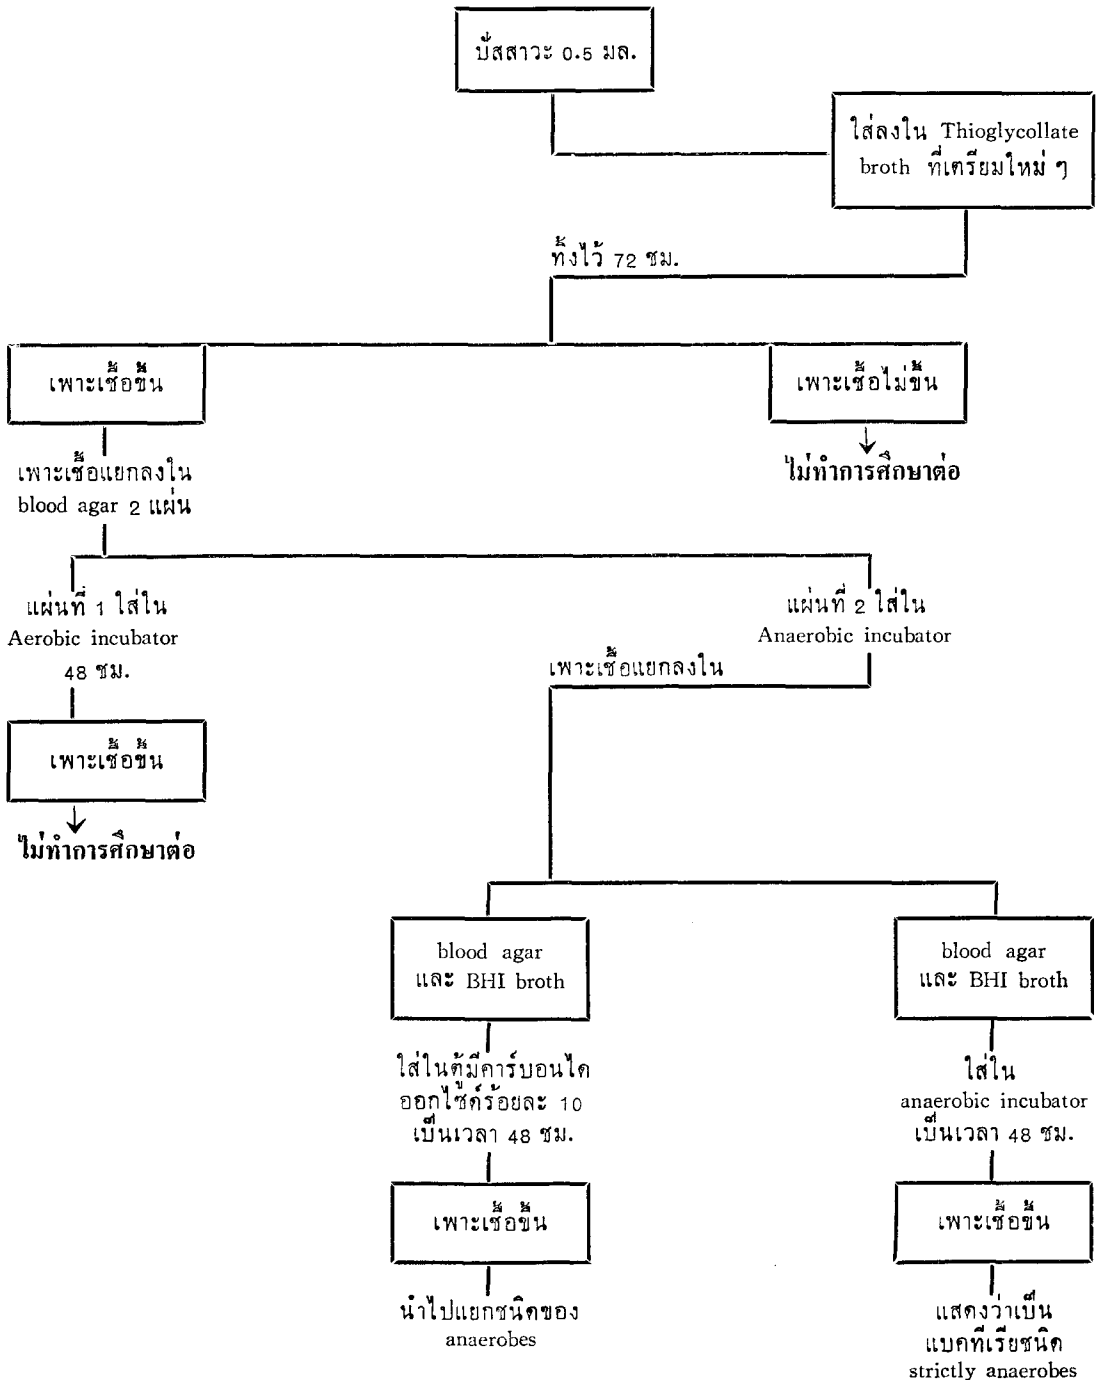 ปัสสาวะ 0.5 มล.
ใส่ลงใน Thioglycollate
broth ที่เตรียมใหม่ ๆ
ทิ้งไว้ 72 ชม.
เพาะเชื้อขึ้น
เพาะเชื้อไม่ขึ้น
เพาะเชื้อแยกลงใน
blood agar 2 แผ่น
ไม่ทำการศึกษาต่อ
แผ่นที่ 1 ใส่ใน
Aerobic incubator
48 ชม.
แผ่นที่ 2 ใส่ใน
Anaerobic incubator
เพาะเชื้อแยกลงใน
เพาะเชื้อขึ้น
ไม่ทำการศึกษาต่อ
blood agar
และ BHI broth
blood agar
และ BHI broth
ใส่ในตู้มีคาร์บอนได
ออกไซด์ร้อยละ 10
เป็นเวลา 48 ชม.
ใส่ใน
anaerobic incubator
เป็นเวลา 48 ชม.
เพาะเชื้อขึ้น
เพาะเชื้อขึ้น
นำไปแยกชนิดของ
anaerobes
แสดงว่าเป็น
แบคทีเรียชนิด
strictly anaerobes